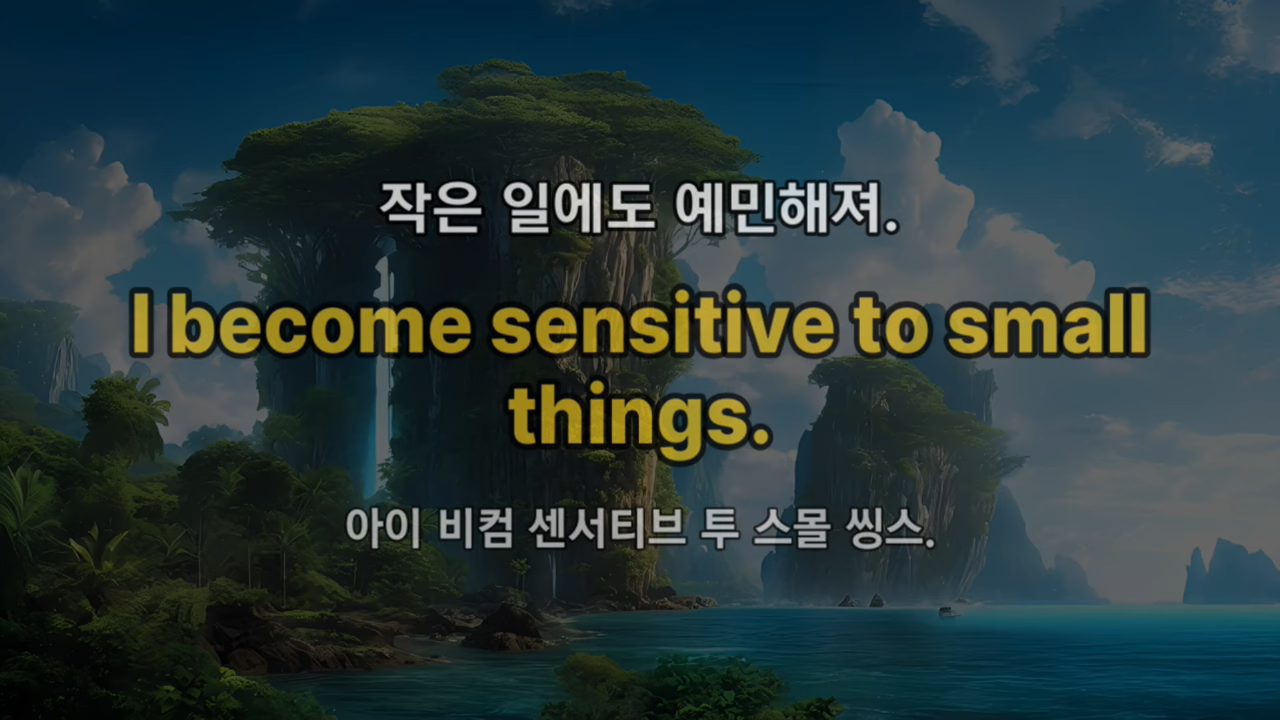 작은 일에도 예민해져.
I become sensitive to small
things.
아이 비컴 센서티브 투 스몰 씽스.